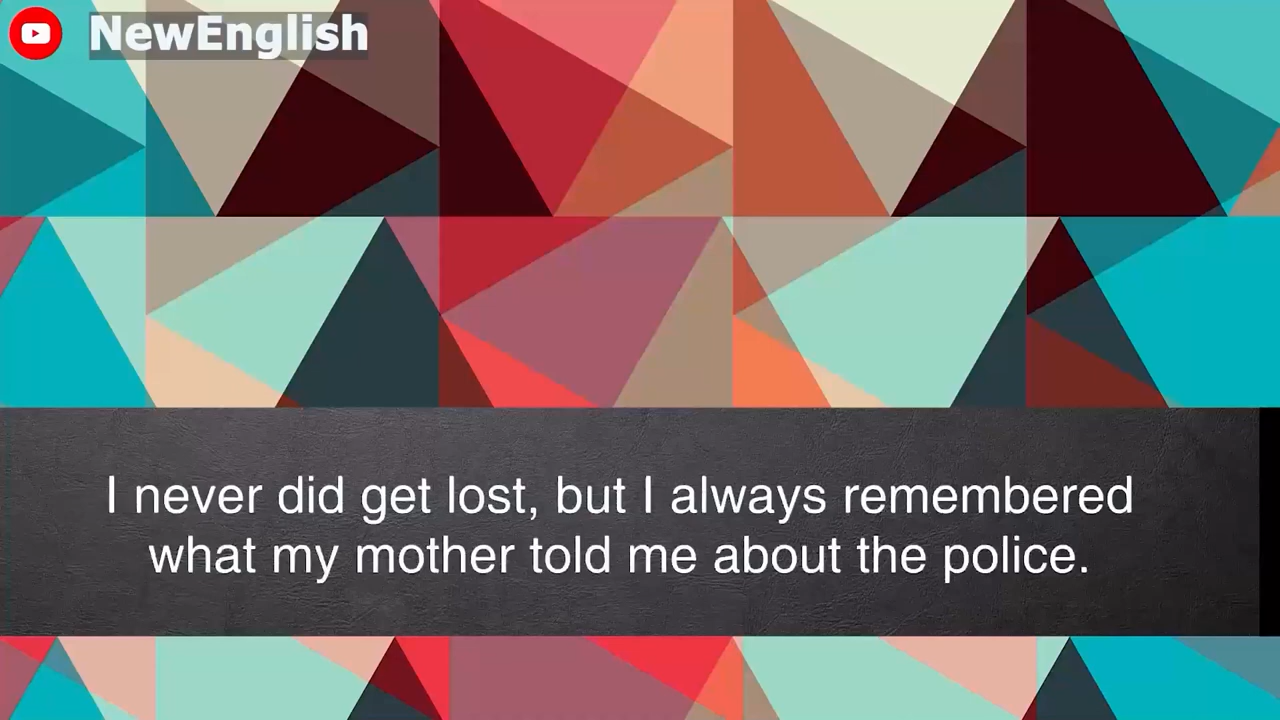 NewEnglish
I never did get lost, but I always remembered
what my mother told me about the police.